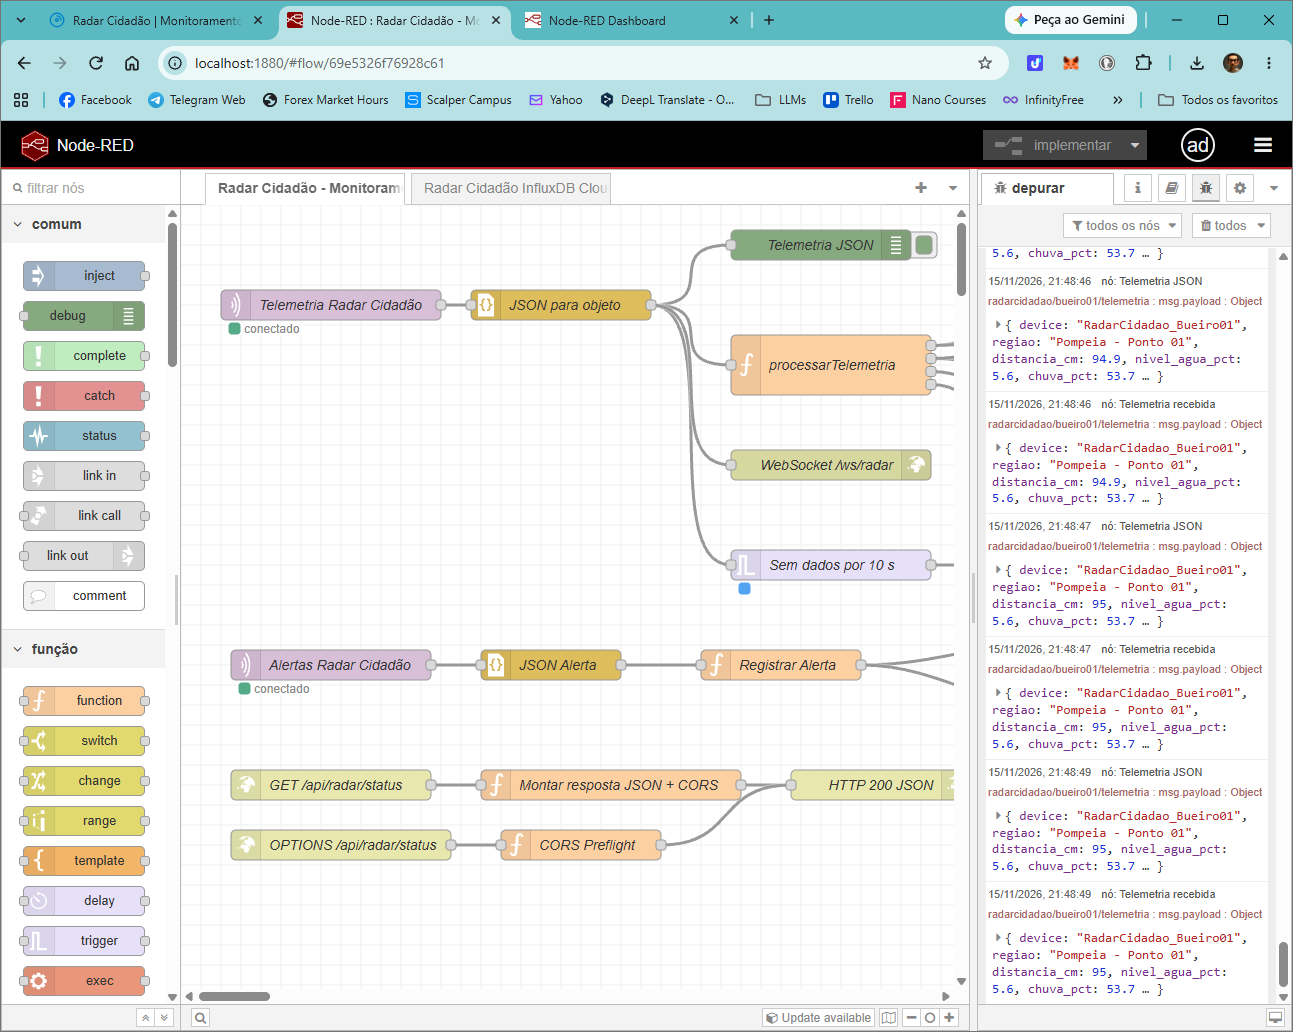 Radar Cidadão | Monitoramento
Node-RED : Radar Cidadão - Mo
Node-RED Dashboard
Peça ao Gemini
localhost:1880/#flow/69e5326f76928c61
Facebook
Telegram Web
Forex Market Hours
Scalper Campus
Yahoo
DeepL Translate - O...
LLMs
Trello
Nano Courses
InfinityFree
Todos os favoritos
Node-RED
implementar
ad
filtrar nós
Radar Cidadão - Monitoram
Radar Cidadão InfluxDB Clou
depurar
todos os nós
todos
comum
inject
debug
complete
catch
status
link in
link call
link out
comment
função
function
switch
change
range
template
delay
trigger
exec
Telemetria Radar Cidadão
conectado
JSON para objeto
Telemetria JSON
processarTelemetria
WebSocket /ws/radar
Sem dados por 10 s
Alertas Radar Cidadão
conectado
JSON Alerta
Registrar Alerta
GET /api/radar/status
Montar resposta JSON + CORS
HTTP 200 JSON
OPTIONS /api/radar/status
CORS Preflight
5.6, chuva_pct: 53.7 … }
15/11/2026, 21:48:46 nó: Telemetria JSON
radarcidadao/bueiro01/telemetria : msg.payload : Object
{ device: "RadarCidadao_Bueiro01",
regiao: "Pompeia - Ponto 01",
distancia_cm: 94.9, nivel_agua_pct:
5.6, chuva_pct: 53.7 … }
15/11/2026, 21:48:46 nó: Telemetria recebida
radarcidadao/bueiro01/telemetria : msg.payload : Object
{ device: "RadarCidadao_Bueiro01",
regiao: "Pompeia - Ponto 01",
distancia_cm: 94.9, nivel_agua_pct:
5.6, chuva_pct: 53.7 … }
15/11/2026, 21:48:47 nó: Telemetria JSON
radarcidadao/bueiro01/telemetria : msg.payload : Object
{ device: "RadarCidadao_Bueiro01",
regiao: "Pompeia - Ponto 01",
distancia_cm: 95, nivel_agua_pct:
5.6, chuva_pct: 53.7 … }
15/11/2026, 21:48:47 nó: Telemetria recebida
radarcidadao/bueiro01/telemetria : msg.payload : Object
{ device: "RadarCidadao_Bueiro01",
regiao: "Pompeia - Ponto 01",
distancia_cm: 95, nivel_agua_pct:
5.6, chuva_pct: 53.7 … }
15/11/2026, 21:48:49 nó: Telemetria JSON
radarcidadao/bueiro01/telemetria : msg.payload : Object
{ device: "RadarCidadao_Bueiro01",
regiao: "Pompeia - Ponto 01",
distancia_cm: 95, nivel_agua_pct:
5.6, chuva_pct: 53.7 … }
15/11/2026, 21:48:49 nó: Telemetria recebida
radarcidadao/bueiro01/telemetria : msg.payload : Object
{ device: "RadarCidadao_Bueiro01",
regiao: "Pompeia - Ponto 01",
distancia_cm: 95, nivel_agua_pct:
5.6, chuva_pct: 53.7 … }
Update available